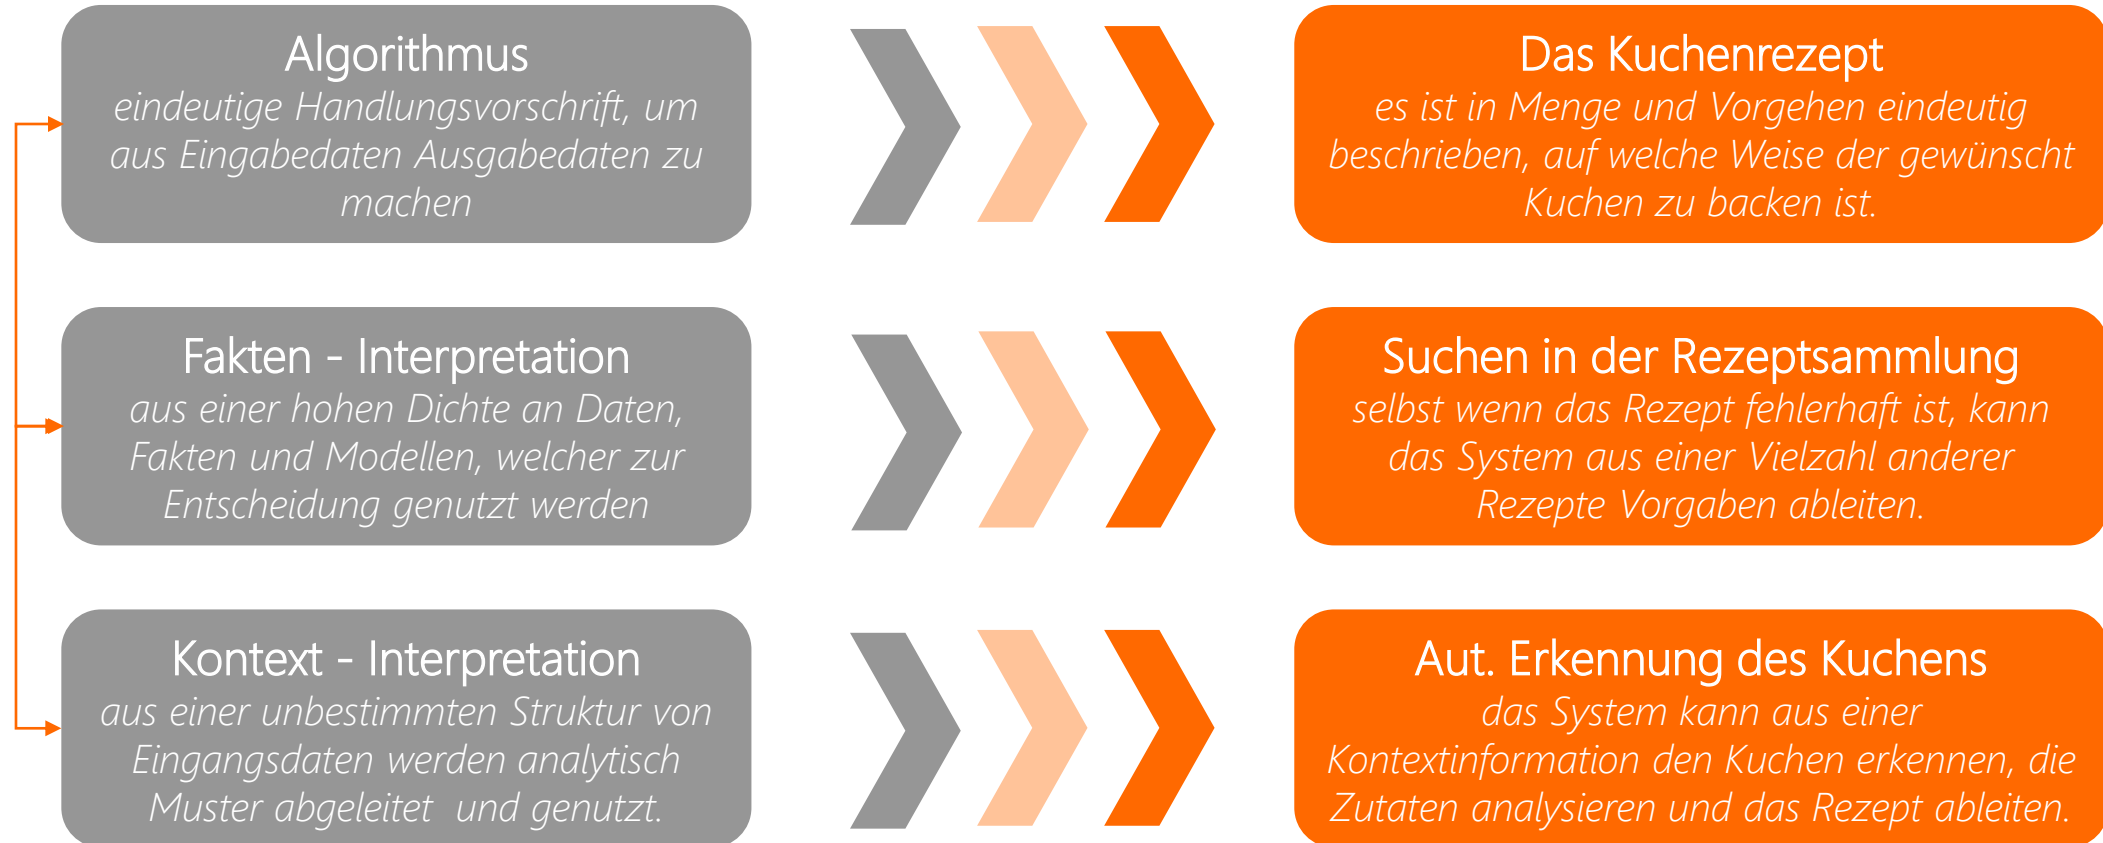 Algorithmus
eindeutige Handlungsvorschrift, um
aus Eingabedaten Ausgabedaten zu
machen
Das Kuchenrezept
es ist in Menge und Vorgehen eindeutig
beschrieben, auf welche Weise der gewünscht
Kuchen zu backen ist.
Fakten - Interpretation
aus einer hohen Dichte an Daten,
Fakten und Modellen, welcher zur
Entscheidung genutzt werden
Suchen in der Rezeptsammlung
selbst wenn das Rezept fehlerhaft ist, kann
das System aus einer Vielzahl anderer
Rezepte Vorgaben ableiten.
Kontext - Interpretation
aus einer unbestimmten Struktur von
Eingangsdaten werden analytisch
Muster abgeleitet  und genutzt.
Aut. Erkennung des Kuchens
das System kann aus einer
Kontextinformation den Kuchen erkennen, die
Zutaten analysieren und das Rezept ableiten.